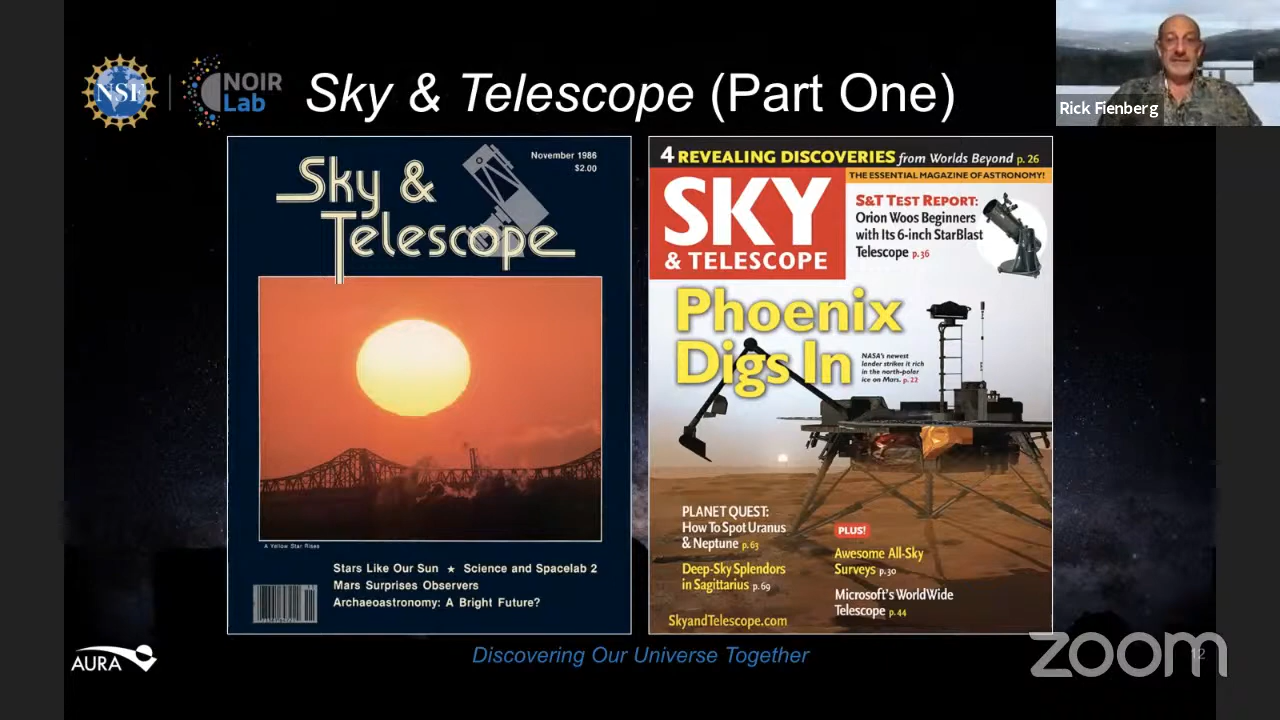 NSF
NOIR
Lab
Sky & Telescope (Part One)
Rick Fienberg
Sky &
Telescope
November 1986
$2.00
A Yellow Star Rises
Stars Like Our Sun ★ Science and Spacelab 2
Mars Surprises Observers
Archaeoastronomy: A Bright Future?
4 REVEALING DISCOVERIES from Worlds Beyond p. 26
THE ESSENTIAL MAGAZINE OF ASTRONOMY!
SKY
& TELESCOPE
S&T TEST REPORT:
Orion Woos Beginners
with Its 6-inch StarBlast
Telescope p.36
Phoenix
Digs In
NASA's newest
lander strikes it rich
in the north-polar
ice on Mars. p.22
PLANET QUEST:
How To Spot Uranus
& Neptune p.63
Deep-Sky Splendors
in Sagittarius p.69
SkyandTelescope.com
PLUS!
Awesome All-Sky
Surveys p.30
Microsoft's WorldWide
Telescope p.44
AURA
Discovering Our Universe Together
zoom
12